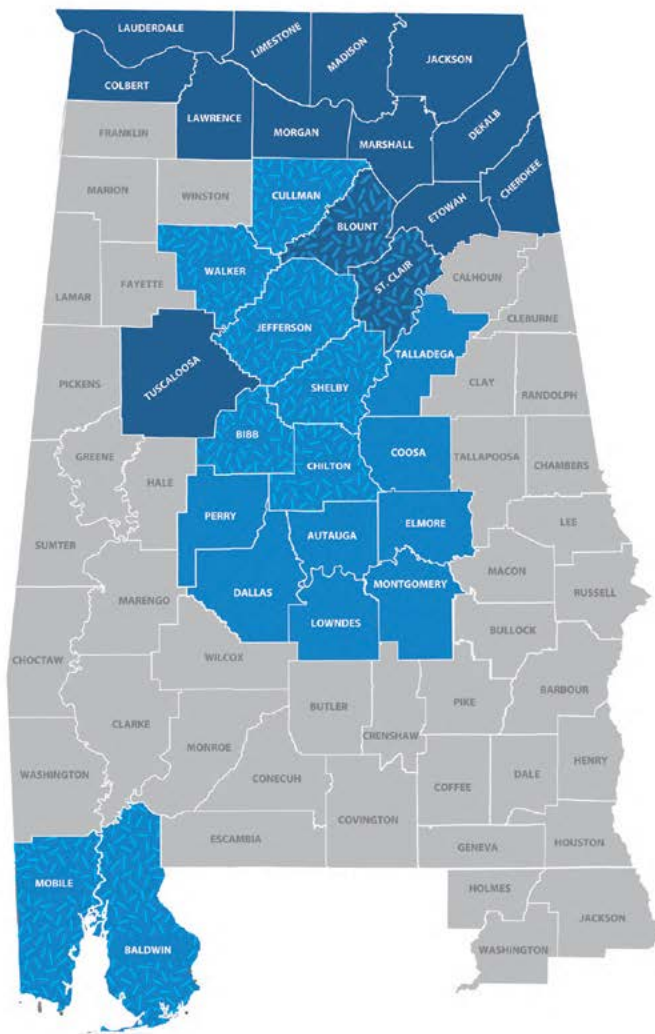 LAUDERDALE
LIMESTONE
MADISON
JACKSON
COLBERT
LAWRENCE
MORGAN
MARSHALL
DEKALB
CHEROKEE
FRANKLIN
MARION
WINSTON
CULLMAN
BLOUNT
ETOWAH
LAMAR
FAYETTE
WALKER
JEFFERSON
ST. CLAIR
CALHOUN
CLEBURNE
PICKENS
TUSCALOOSA
SHELBY
TALLADEGA
CLAY
RANDOLPH
GREENE
HALE
BIBB
CHILTON
COOSA
TALLAPOOSA
CHAMBERS
SUMTER
PERRY
AUTAUGA
ELMORE
LEE
MARENGO
DALLAS
LOWNDES
MONTGOMERY
MACON
RUSSELL
BULLOCK
CHOCTAW
WILCOX
BUTLER
CRENSHAW
PIKE
BARBOUR
CLARKE
MONROE
WASHINGTON
CONECUH
COVINGTON
COFFEE
DALE
HENRY
ESCAMBIA
GENEVA
HOUSTON
MOBILE
BALDWIN
HOLMES
JACKSON
WASHINGTON